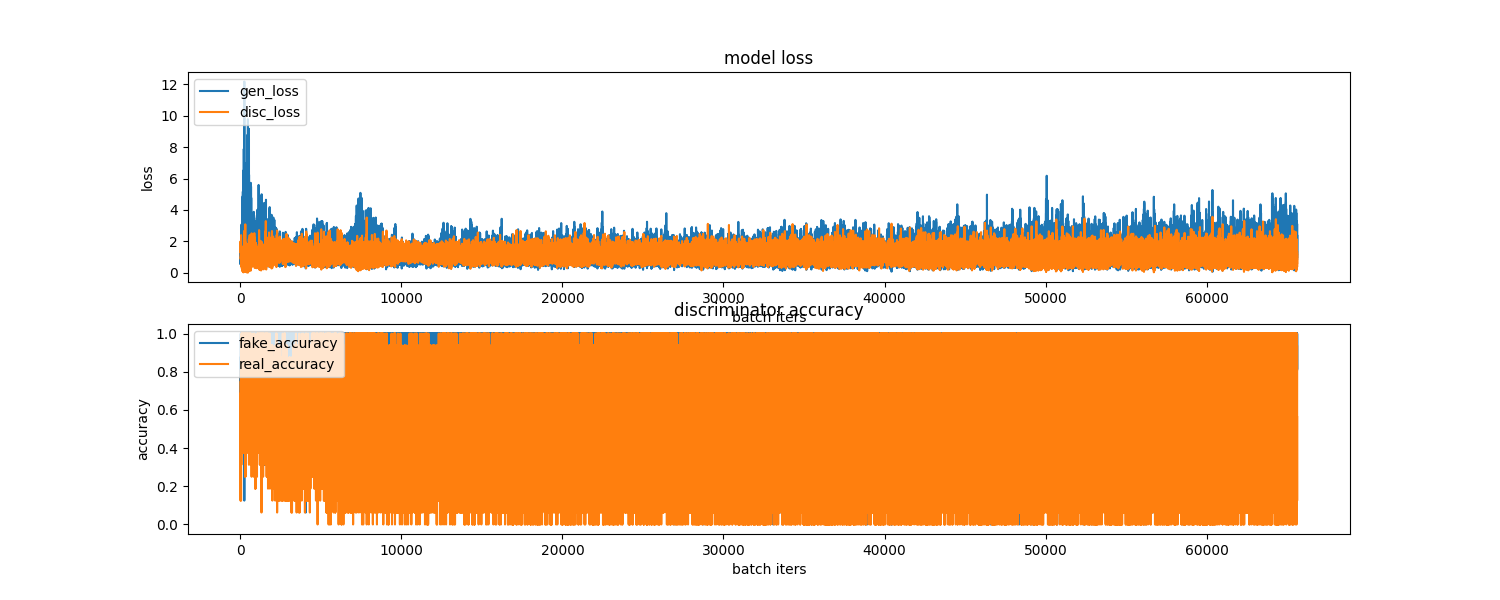 model loss
12
10
8
6
4
2
0
loss
gen_loss
disc_loss
0 10000 20000 30000 40000 50000 60000
batch iters
discriminator accuracy
1.0
0.8
0.6
0.4
0.2
0.0
accuracy
fake_accuracy
real_accuracy
0 10000 20000 30000 40000 50000 60000
batch iters